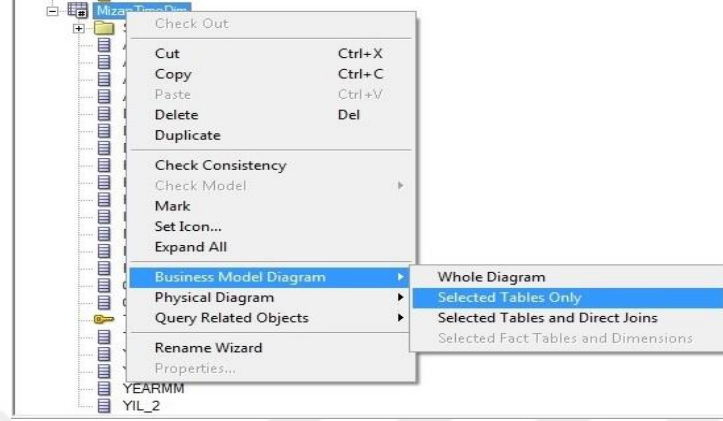 MizanTimeDim
Check Out
Cut Ctrl+X
Copy Ctrl+C
Paste Ctrl+V
Delete Del
Duplicate
Check Consistency
Check Model
Mark
Set Icon...
Expand All
Business Model Diagram
Physical Diagram
Query Related Objects
Rename Wizard
Properties...
Whole Diagram
Selected Tables Only
Selected Tables and Direct Joins
Selected Fact Tables and Dimensions
YEARMM
YIL_2